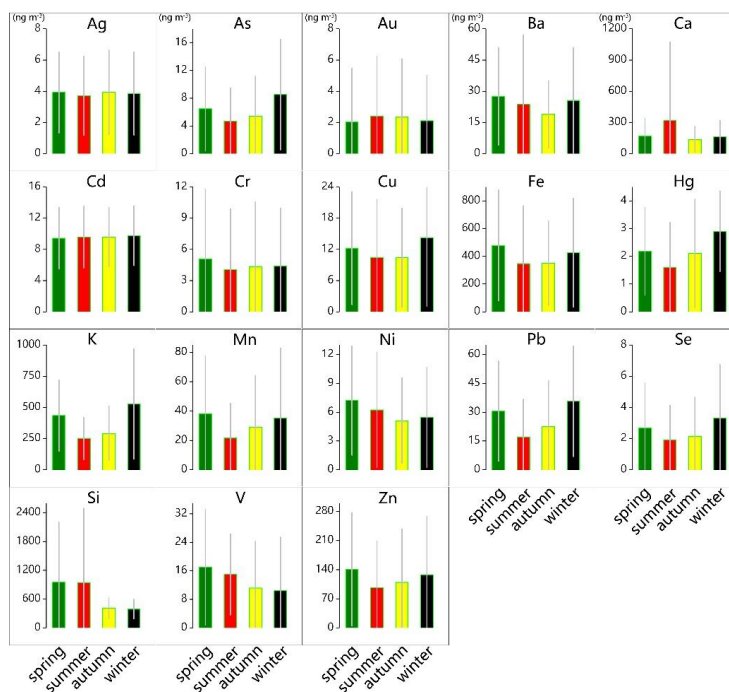 (ng m⁻³) (ng m⁻³) (ng m⁻³) (ng m⁻³) (ng m⁻³)
Ag As Au Ba Ca
8 18 8 60 1200
6 12 6 45 900
4 8 4 30 600
2 4 2 15 300
0 0 0 0 0
Cd Cr Cu Fe Hg
16 12 24 800 4
12 9 18 600 3
8 6 12 400 2
4 3 6 200 1
0 0 0 0 0
K Mn Ni Pb Se
1000 80 12 60 8
750 60 9 45 6
500 40 6 30 4
250 20 3 15 2
0 0 0 0 0
Si V Zn
2400 32 280
1800 24 210
1200 16 140
600 8 70
0 0 0
spring summer autumn winter spring summer autumn winter
spring summer autumn winter spring summer autumn winter spring summer autumn winter